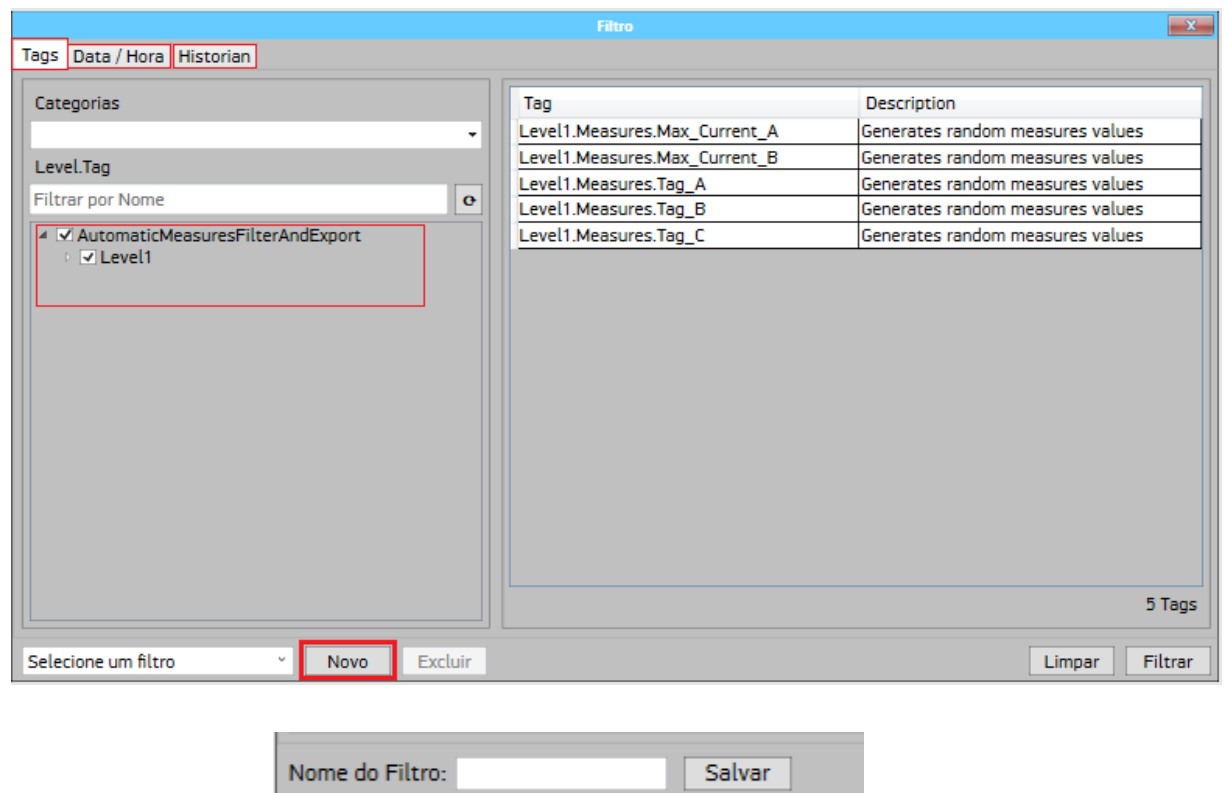 Filtro
Tags Data / Hora Historian
Categorias
Level.Tag
Filtrar por Nome
AutomaticMeasuresFilterAndExport
Level1
Tag Description
Level1.Measures.Max_Current_A Generates random measures values
Level1.Measures.Max_Current_B Generates random measures values
Level1.Measures.Tag_A Generates random measures values
Level1.Measures.Tag_B Generates random measures values
Level1.Measures.Tag_C Generates random measures values
5 Tags
Selecione um filtro Novo Excluir Limpar Filtrar
Nome do Filtro: Salvar